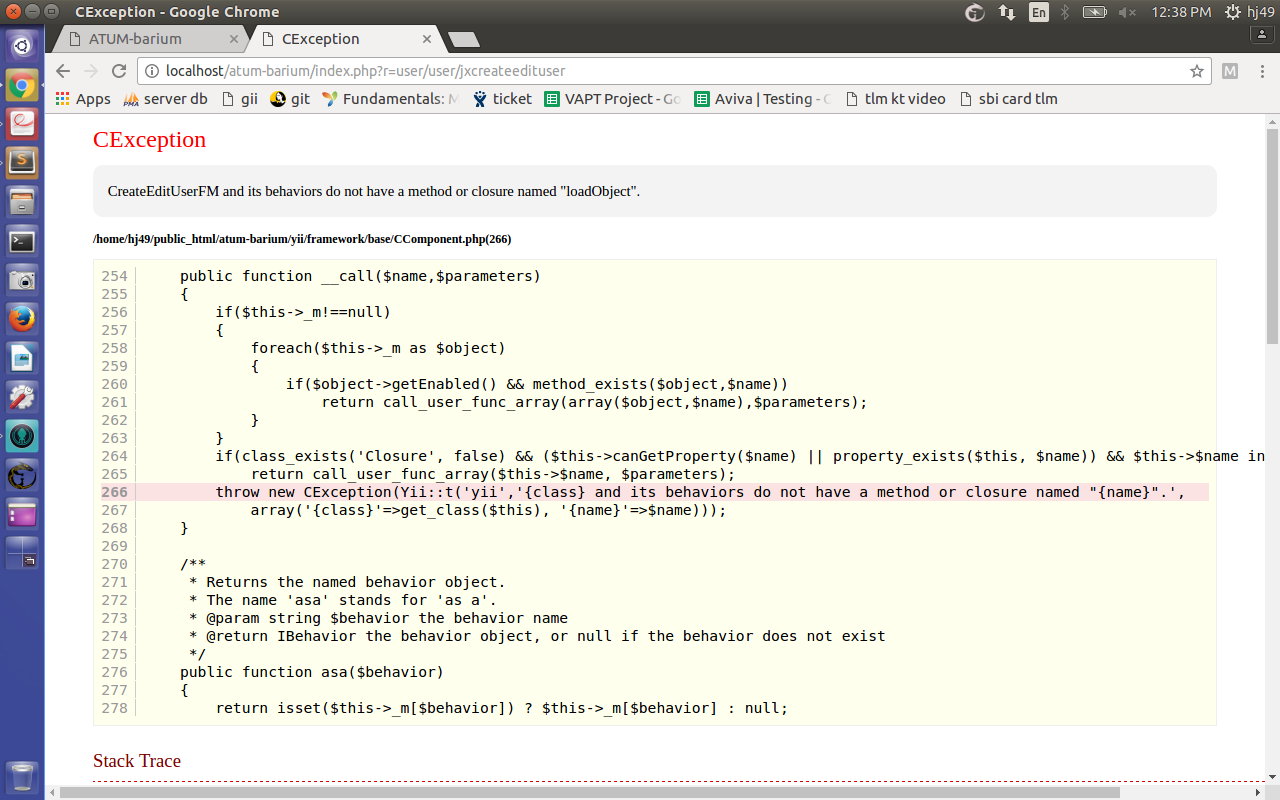 CException - Google Chrome
En
12:38 PM
hj49
ATUM-barium
CException
localhost/atum-barium/index.php?r=user/user/jxcreateedituser
M
Apps
PMA
server db
gii
git
Fundamentals: M
ticket
VAPT Project - Go
Aviva | Testing - C
tlm kt video
sbi card tlm
CException
CreateEditUserFM and its behaviors do not have a method or closure named "loadObject".
/home/hj49/public_html/atum-barium/yii/framework/base/CComponent.php(266)
254     public function __call($name,$parameters)
255     {
256         if($this->_m!==null)
257         {
258             foreach($this->_m as $object)
259             {
260                 if($object->getEnabled() && method_exists($object,$name))
261                     return call_user_func_array(array($object,$name),$parameters);
262             }
263         }
264         if(class_exists('Closure', false) && ($this->canGetProperty($name) || property_exists($this, $name)) && $this->$name in
265             return call_user_func_array($this->$name, $parameters);
266         throw new CException(Yii::t('yii','{class} and its behaviors do not have a method or closure named "{name}".',
267             array('{class}'=>get_class($this), '{name}'=>$name)));
268     }
269
270     /**
271      * Returns the named behavior object.
272      * The name 'asa' stands for 'as a'.
273      * @param string $behavior the behavior name
274      * @return IBehavior the behavior object, or null if the behavior does not exist
275      */
276     public function asa($behavior)
277     {
278         return isset($this->_m[$behavior]) ? $this->_m[$behavior] : null;
Stack Trace